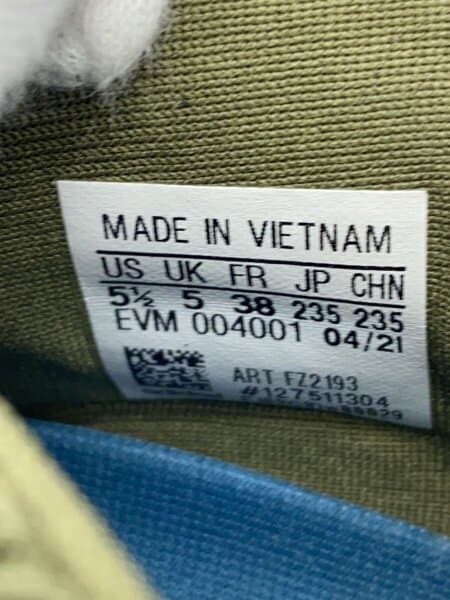 MADE IN VIETNAM
US UK FR JP CHN
5½ 5 38 235 235
EVM 004001 04/21
ART FZ2193
#127511304